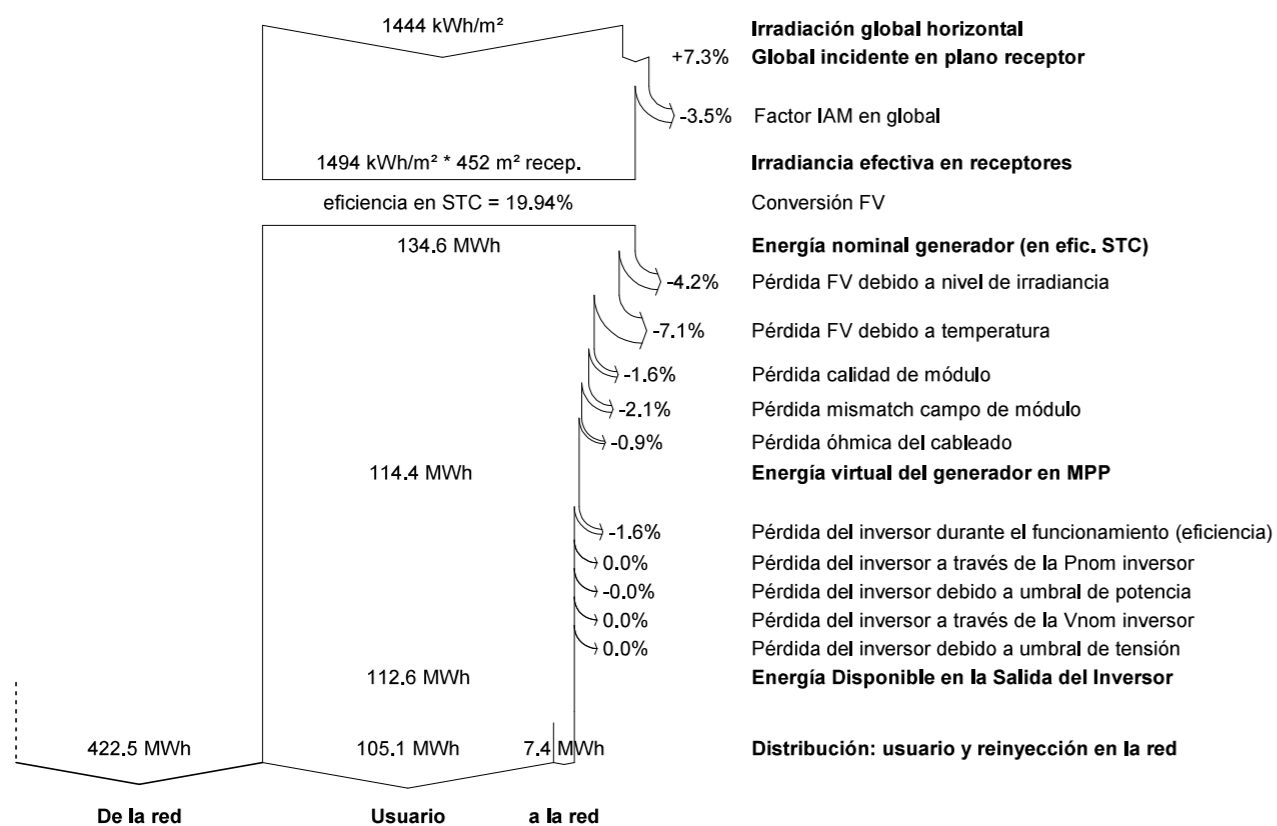 1444 kWh/m² Irradiación global horizontal
+7.3% Global incidente en plano receptor
-3.5% Factor IAM en global
1494 kWh/m² * 452 m² recep. Irradiancia efectiva en receptores
eficiencia en STC = 19.94% Conversión FV
134.6 MWh Energía nominal generador (en efic. STC)
-4.2% Pérdida FV debido a nivel de irradiancia
-7.1% Pérdida FV debido a temperatura
-1.6% Pérdida calidad de módulo
-2.1% Pérdida mismatch campo de módulo
-0.9% Pérdida óhmica del cableado
114.4 MWh Energía virtual del generador en MPP
-1.6% Pérdida del inversor durante el funcionamiento (eficiencia)
0.0% Pérdida del inversor a través de la Pnom inversor
-0.0% Pérdida del inversor debido a umbral de potencia
0.0% Pérdida del inversor a través de la Vnom inversor
0.0% Pérdida del inversor debido a umbral de tensión
112.6 MWh Energía Disponible en la Salida del Inversor
422.5 MWh 105.1 MWh 7.4 MWh Distribución: usuario y reinyección en la red
De la red Usuario a la red